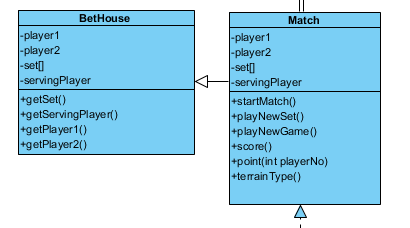 BetHouse
-player1
-player2
-set[]
-servingPlayer
+getSet()
+getServingPlayer()
+getPlayer1()
+getPlayer2()
Match
-player1
-player2
-set[]
-servingPlayer
+startMatch()
+playNewSet()
+playNewGame()
+score()
+point(int playerNo)
+terrainType()